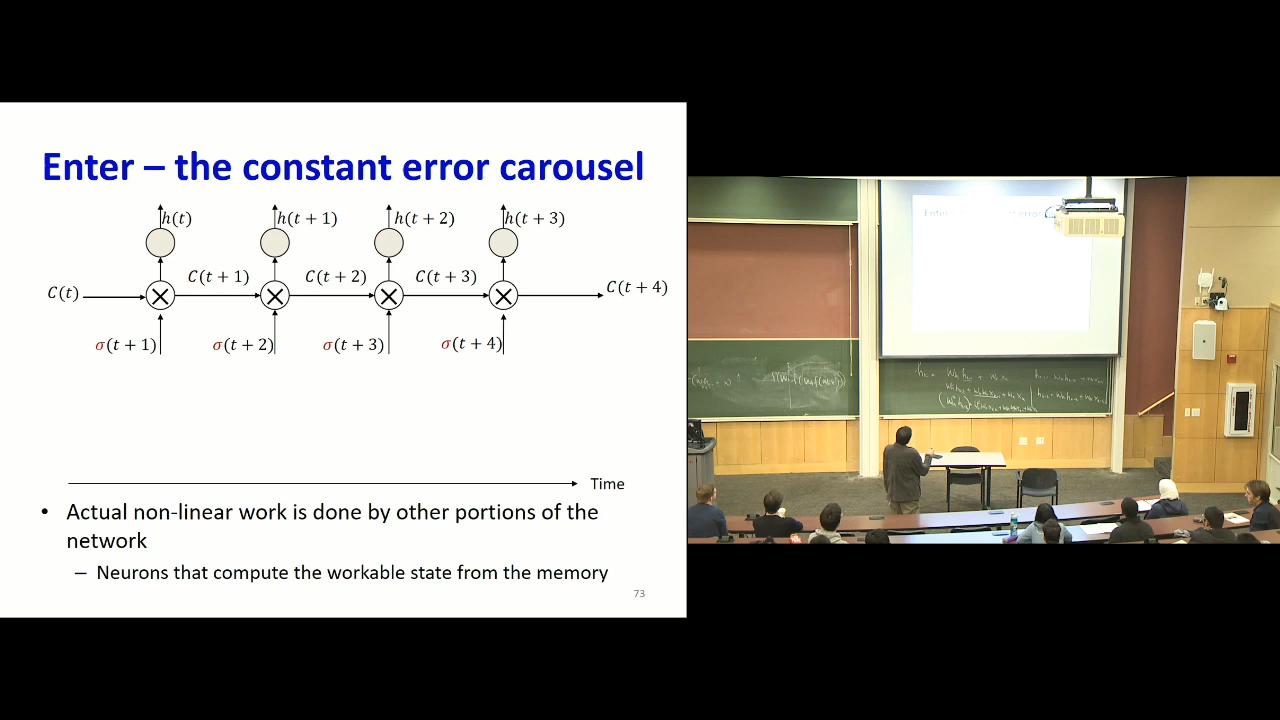 Enter – the constant error carousel
h(t) h(t + 1) h(t + 2) h(t + 3)
C(t + 1) C(t + 2) C(t + 3)
C(t) C(t + 4)
σ(t + 1) σ(t + 2) σ(t + 3) σ(t + 4)
Time
• Actual non-linear work is done by other portions of the
network
– Neurons that compute the workable state from the memory
73